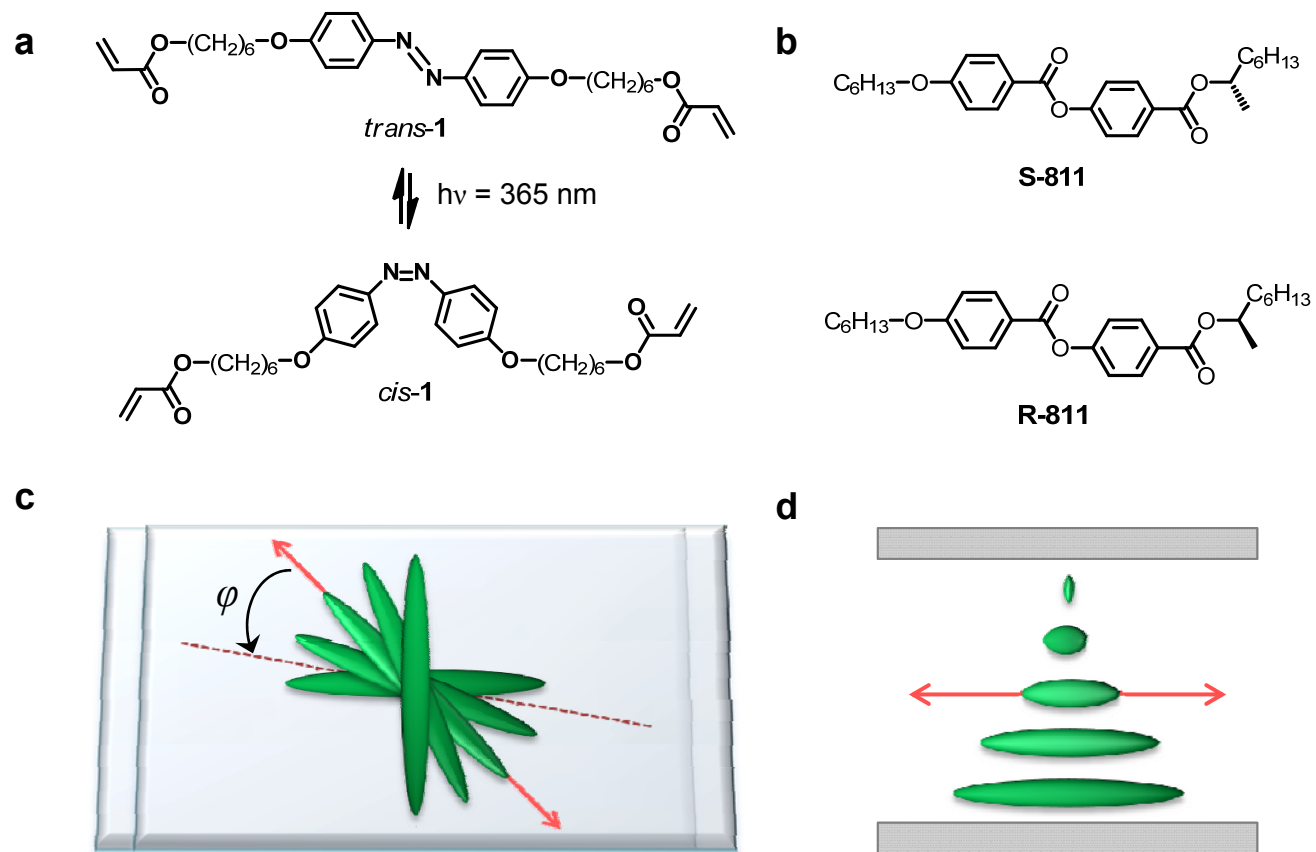 a
O (CH₂)₆ O N N O (CH₂)₆ O O
O
trans-1
hν = 365 nm
N=N
O (CH₂)₆ O O (CH₂)₆ O
O
O
cis-1
b
C₆H₁₃ O O O O C₆H₁₃
O
S-811
C₆H₁₃ O O O O C₆H₁₃
O
R-811
c
φ
d